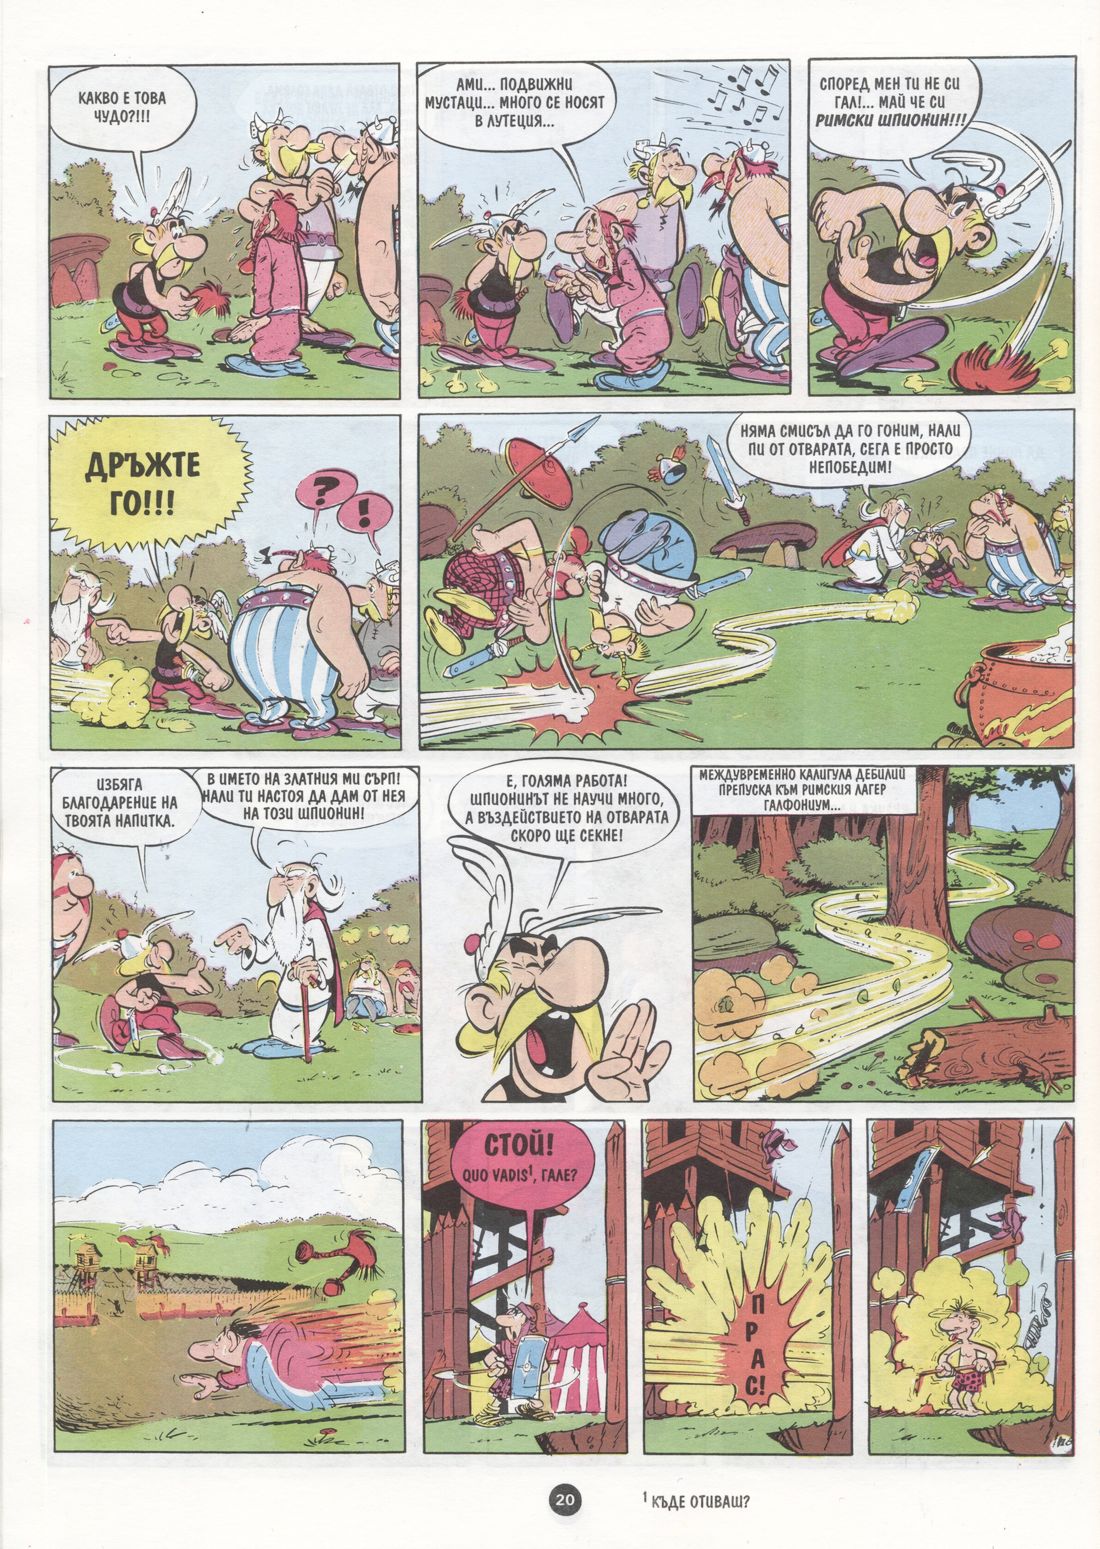 КАКВО Е ТОВА
ЧУДО?!!!
АМИ... ПОДВИЖНИ
МУСТАЦИ... МНОГО СЕ НОСЯТ
В ЛУТЕЦИЯ...
СПОРЕД МЕН ТИ НЕ СИ
ГАЛ!... МАЙ ЧЕ СИ
РИМСКИ ШПИОНИН!!!
ДРЪЖТЕ
ГО!!!
?
!
НЯМА СМИСЪЛ ДА ГО ГОНИМ, НАЛИ
ПИ ОТ ОТВАРАТА, СЕГА Е ПРОСТО
НЕПОБЕДИМ!
ИЗБЯГА
БЛАГОДАРЕНИЕ НА
ТВОЯТА НАПИТКА.
В ИМЕТО НА ЗЛАТНИЯ МИ СЪРП!
НАЛИ ТИ НАСТОЯ ДА ДАМ ОТ НЕЯ
НА ТОЗИ ШПИОНИН!
Е, ГОЛЯМА РАБОТА!
ШПИОНИНЪТ НЕ НАУЧИ МНОГО,
А ВЪЗДЕЙСТВИЕТО НА ОТВАРАТА
СКОРО ЩЕ СЕКНЕ!
МЕЖДУВРЕМЕННО КАЛИГУЛА ДЕБИЛИЙ
ПРЕПУСКА КЪМ РИМСКИЯ ЛАГЕР
ГАЛФОНИУМ...
СТОЙ!
QUO VADIS¹, ГАЛЕ?
ПРАС!
20
¹ КЪДЕ ОТИВАШ?